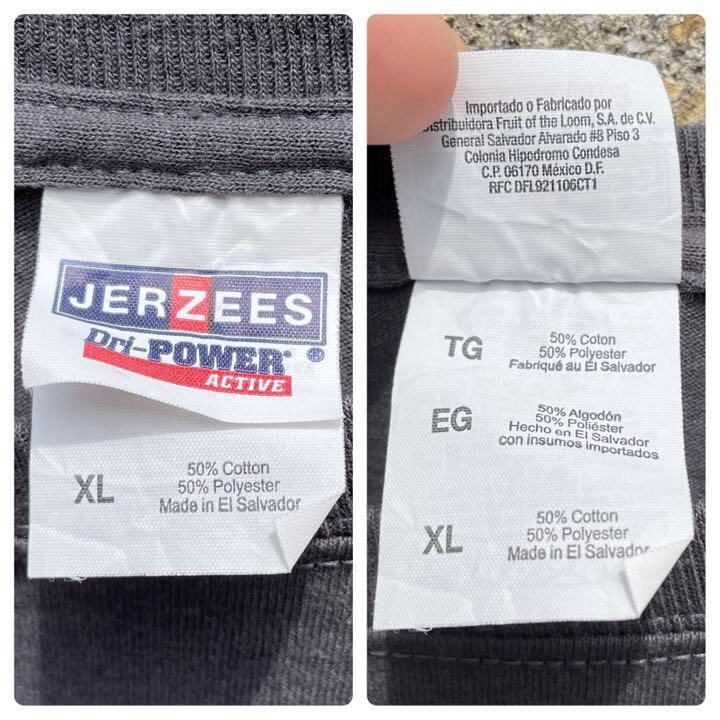 JERZEES
Dri-POWER ®
ACTIVE
XL
50% Cotton
50% Polyester
Made in El Salvador
Importado o Fabricado por
Distribuidora Fruit of the Loom, S.A. de C.V.
General Salvador Alvarado #8 Piso 3
Colonia Hipodromo Condesa
C.P. 06170 México D.F.
RFC DFL921106CT1
TG
50% Coton
50% Polyester
Fabriqué au El Salvador
EG
50% Algodón
50% Poliéster
Hecho en El Salvador
con insumos importados
XL
50% Cotton
50% Polyester
Made in El Salvador